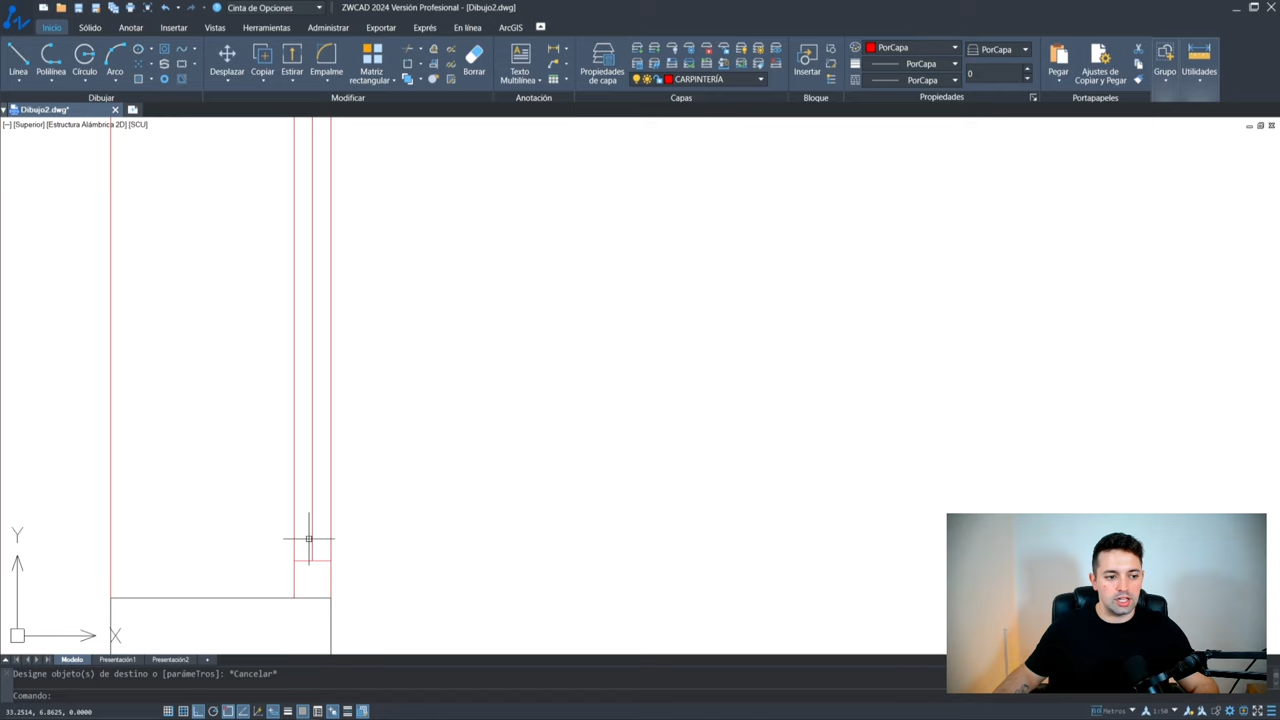 Cinta de Opciones
ZWCAD 2024 Versión Profesional - [Dibujo2.dwg]
Inicio Sólido Anotar Insertar Vistas Herramientas Administrar Exportar Exprés En línea ArcGIS
Línea Polilínea Círculo Arco
Desplazar Copiar Estirar Empalme Matriz rectangular Borrar
Texto Multilínea
Propiedades de capa
CARPINTERÍA
Insertar
PorCapa
PorCapa
PorCapa
PorCapa
0
Pegar Ajustes de Copiar y Pegar
Grupo Utilidades
Dibujar Modificar Anotación Capas Bloque Propiedades Portapapeles
Dibujo2.dwg*
[−] [Superior] [Estructura Alámbrica 2D] [SCU]
Y
X
Modelo Presentación1 Presentación2 +
Designe objeto(s) de destino o [parámeTros]: *Cancelar*
Comando:
33.2514, 6.8625, 0.0000
Metros 1:50